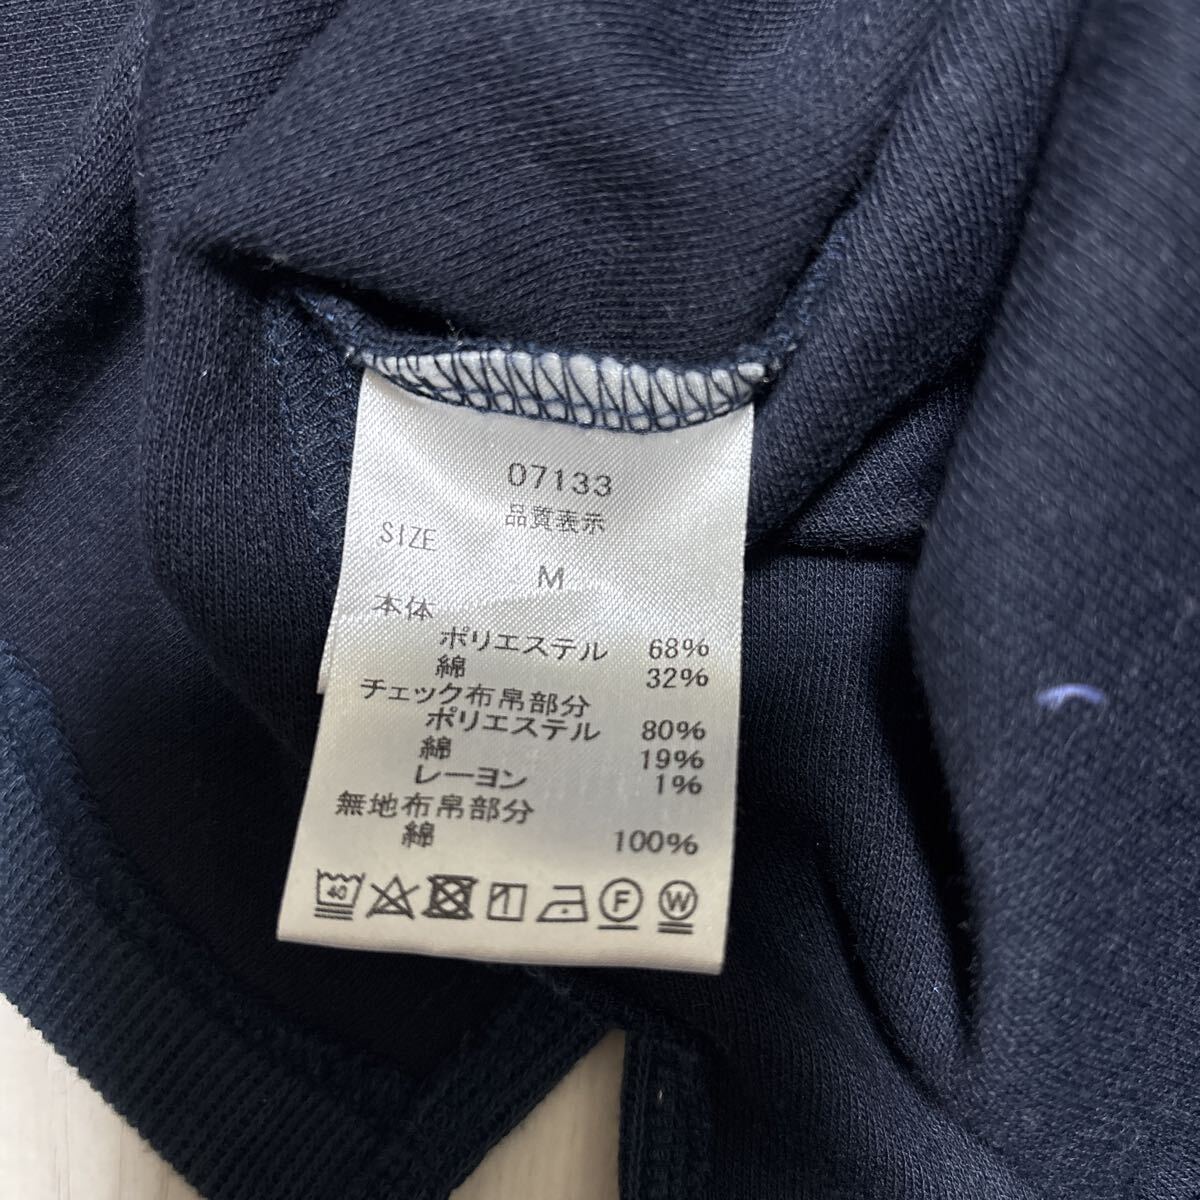 07133
品質表示
SIZE
M
本体
ポリエステル 68%
綿 32%
チェック布帛部分
ポリエステル 80%
綿 19%
レーヨン 1%
無地布帛部分
綿 100%
40 F W